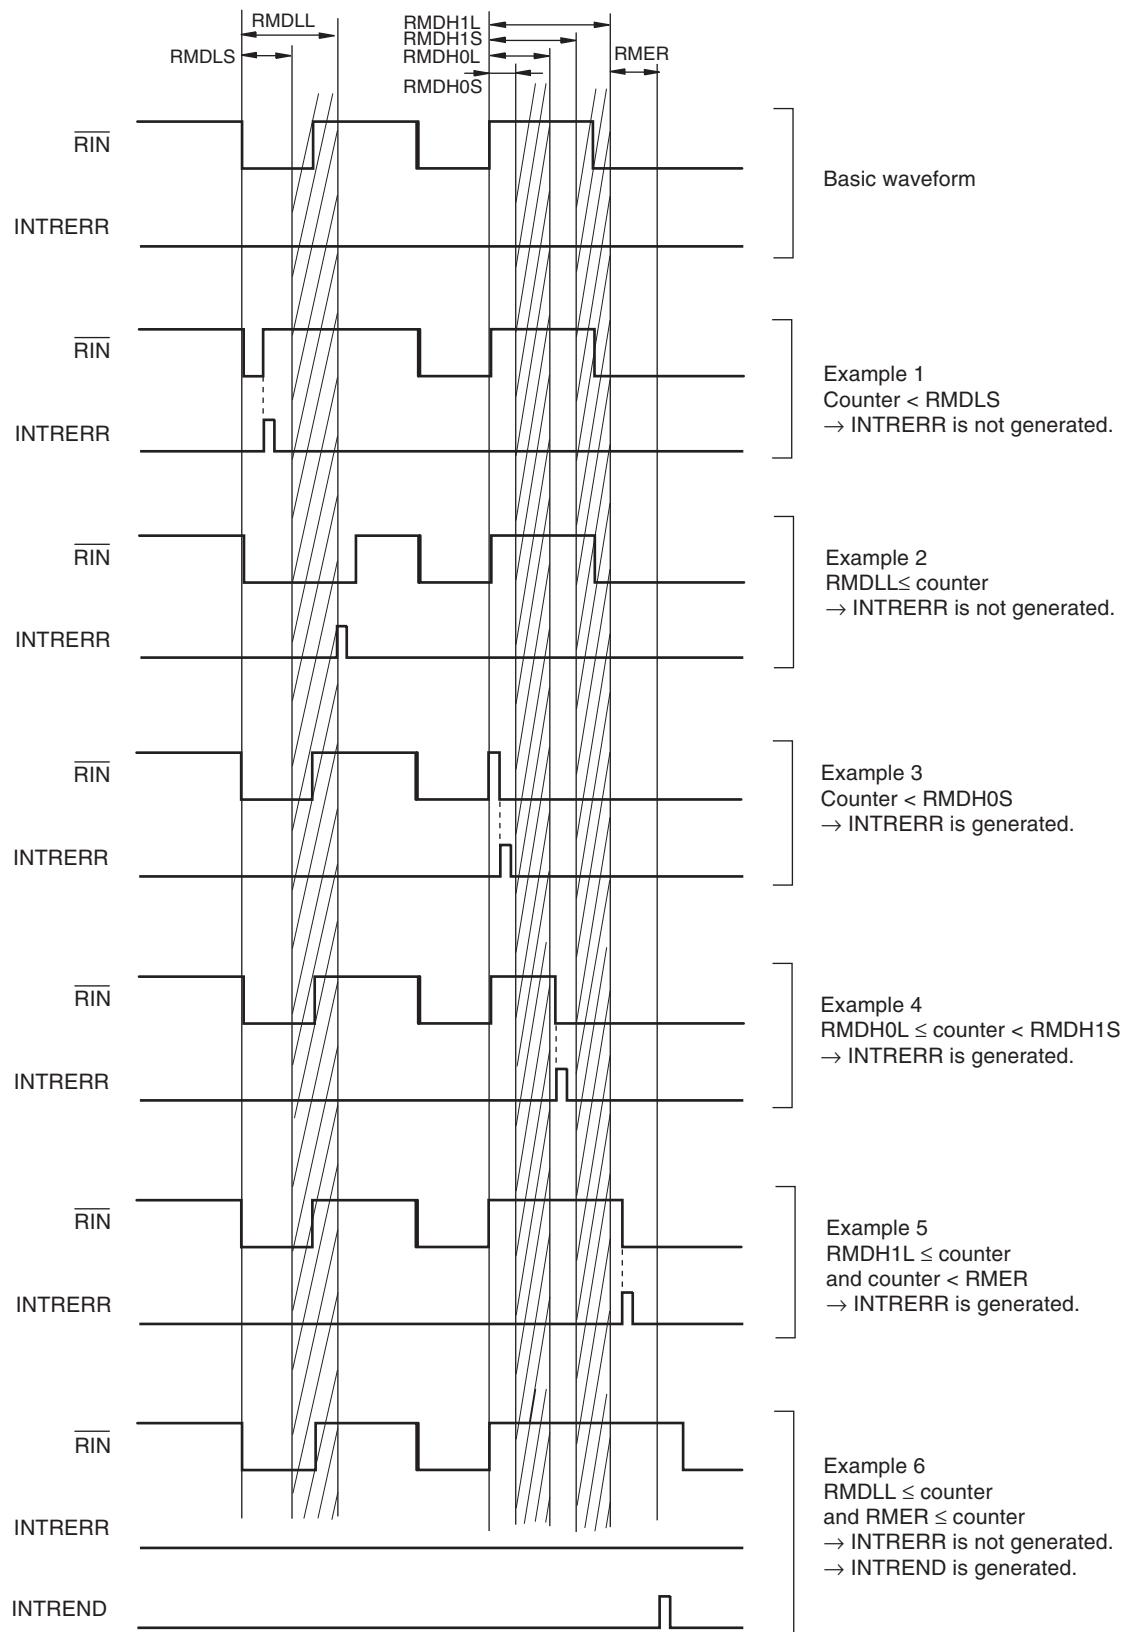 RMDLL
RMDLS
RMDH1L
RMDH1S
RMDH0L
RMDH0S
RMER
RIN
INTRERR
Basic waveform
RIN
INTRERR
Example 1
Counter < RMDLS
→ INTRERR is not generated.
RIN
INTRERR
Example 2
RMDLL≤ counter
→ INTRERR is not generated.
RIN
INTRERR
Example 3
Counter < RMDH0S
→ INTRERR is generated.
RIN
INTRERR
Example 4
RMDH0L ≤ counter < RMDH1S
→ INTRERR is generated.
RIN
INTRERR
Example 5
RMDH1L ≤ counter
and counter < RMER
→ INTRERR is generated.
RIN
INTRERR
INTREND
Example 6
RMDLL ≤ counter
and RMER ≤ counter
→ INTRERR is not generated.
→ INTREND is generated.